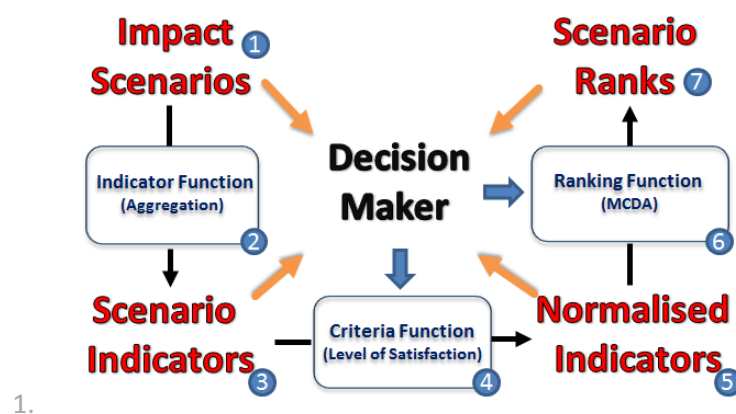 Impact
Scenarios
1
Scenario
Ranks
7
Indicator Function
(Aggregation)
2
Decision
Maker
Ranking Function
(MCDA)
6
Scenario
Indicators
3
Criteria Function
(Level of Satisfaction)
4
Normalised
Indicators
5
1.